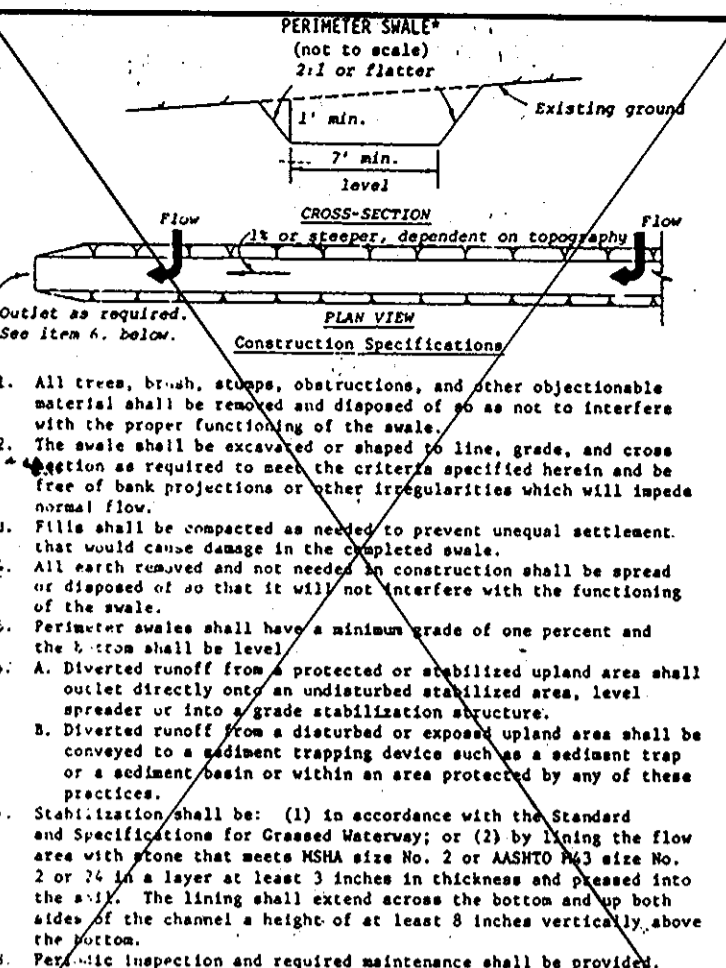 PERIMETER SWALE*
(not to scale)
2:1 or flatter
Existing ground
1' min.
7' min.
level
CROSS-SECTION
Flow
Flow
1% or steeper, dependent on topography
Outlet as required.
See item 6. below.
PLAN VIEW
Construction Specifications
All trees, brush, stumps, obstructions, and other objectionable
material shall be removed and disposed of so as not to interfere
with the proper functioning of the swale.
2. The swale shall be excavated or shaped to line, grade, and cross
section as required to meet the criteria specified herein and be
free of bank projections or other irregularities which will impede
normal flow.
Fills shall be compacted as needed to prevent unequal settlement
that would cause damage in the completed swale.
All earth removed and not needed in construction shall be spread
or disposed of so that it will not interfere with the functioning
of the swale.
Perimeter swales shall have a minimum grade of one percent and
the bottom shall be level
A. Diverted runoff from a protected or stabilized upland area shall
outlet directly onto an undisturbed stabilized area, level
spreader or into a grade stabilization structure.
B. Diverted runoff from a disturbed or exposed upland area shall be
conveyed to a sediment trapping device such as a sediment trap
or a sediment basin or within an area protected by any of these
practices.
Stabilization shall be: (1) in accordance with the Standard
and Specifications for Grassed Waterway; or (2) by lining the flow
area with stone that meets MSHA size No. 2 or AASHTO M43 size No.
2 or 24 in a layer at least 3 inches in thickness and pressed into
the soil. The lining shall extend across the bottom and up both
sides of the channel a height of at least 8 inches vertically above
the bottom.
Periodic inspection and required maintenance shall be provided.